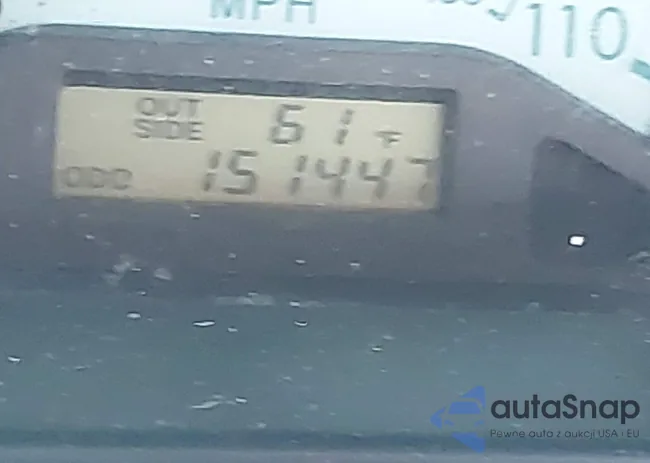 MPH
110
OUT SIDE 61 °F
ODO 151447
autaSnap
Pewne auta z aukcji USA i EU